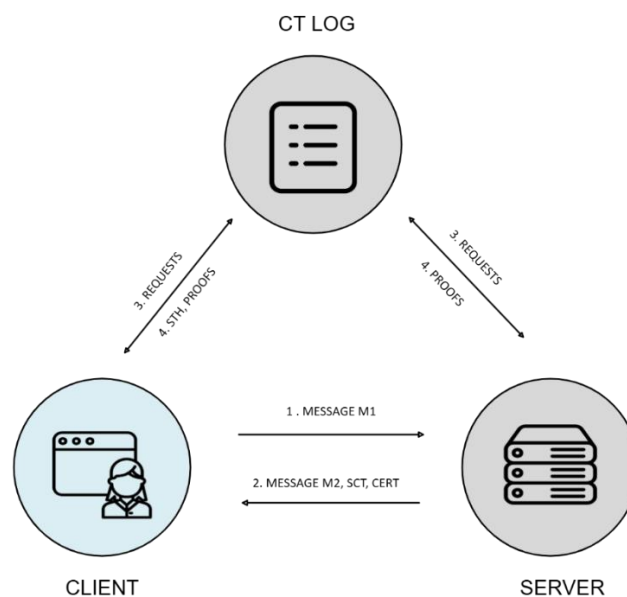 CT LOG
3. REQUESTS
4. STH, PROOFS
3. REQUESTS
4. PROOFS
1 . MESSAGE M1
2. MESSAGE M2, SCT, CERT
CLIENT
SERVER